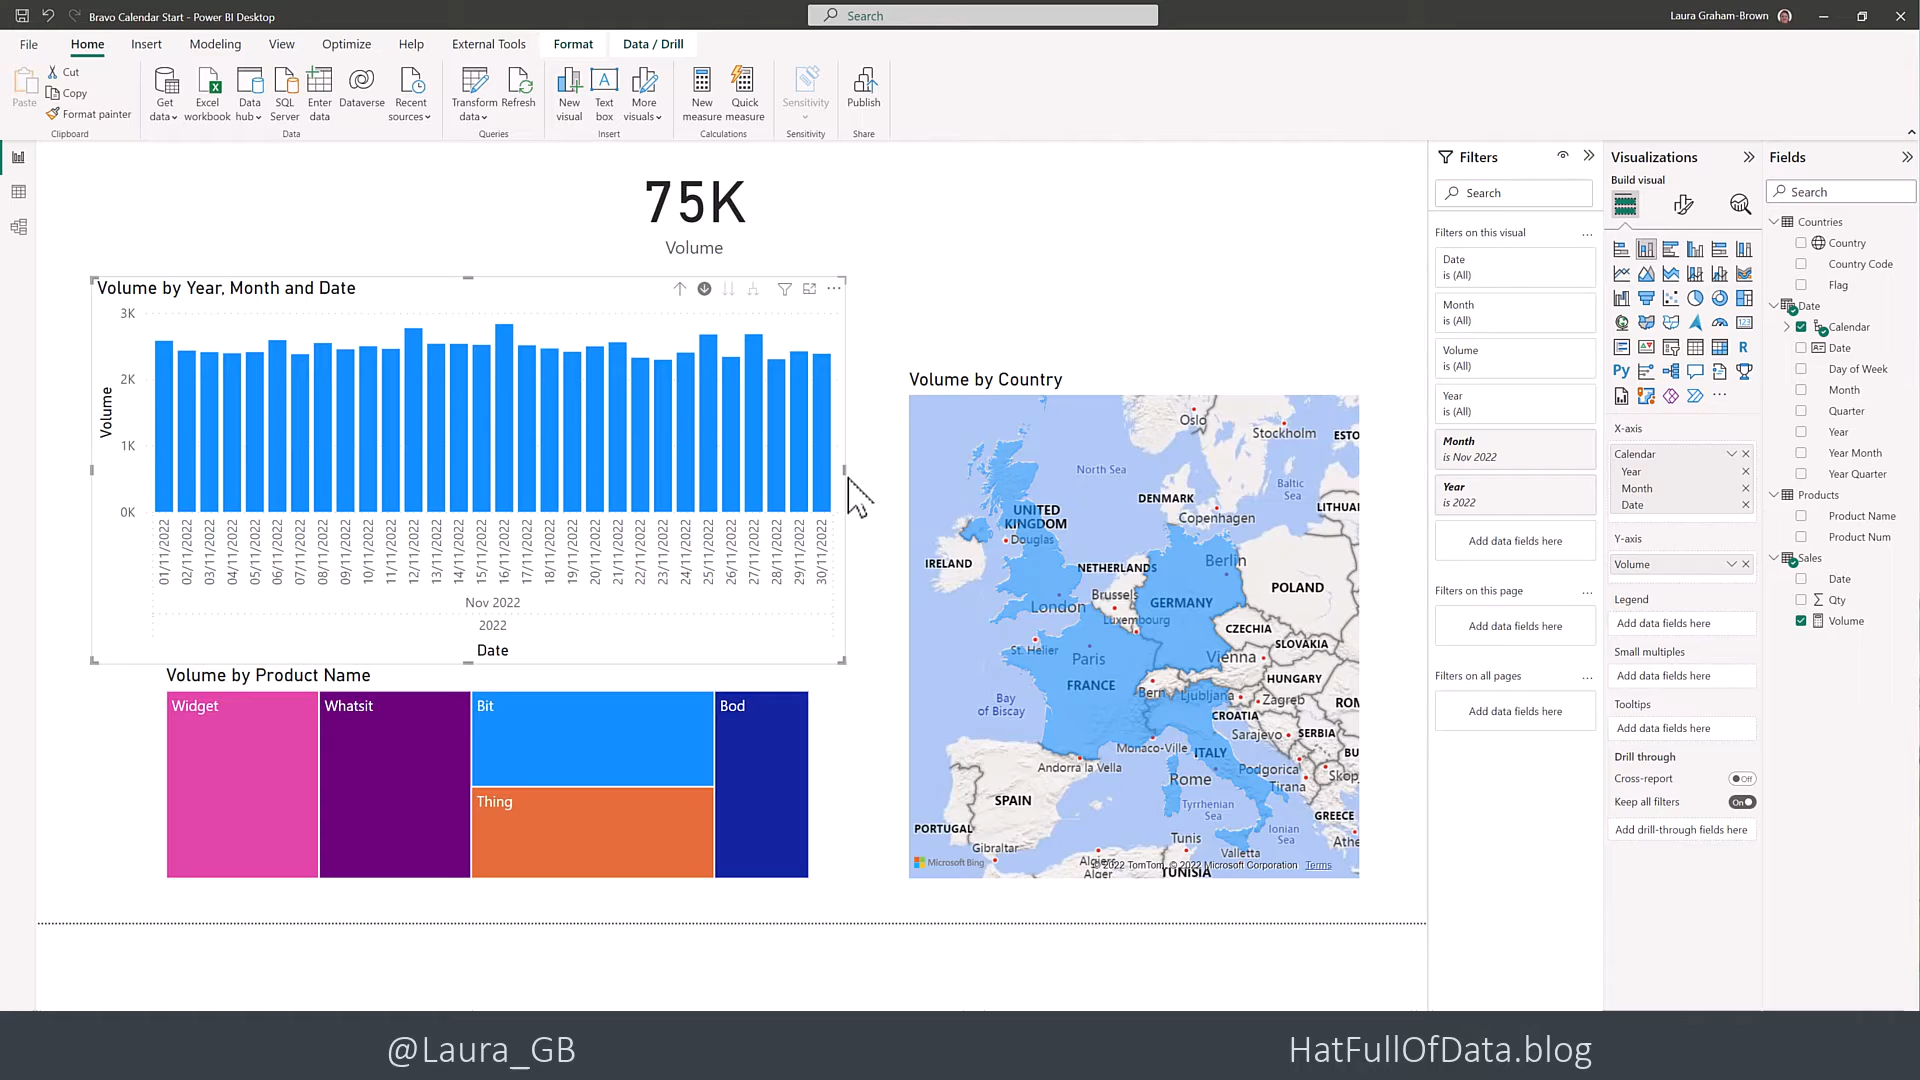 Bravo Calendar Start - Power BI Desktop
Search
Laura Graham-Brown
File
Home
Insert
Modeling
View
Optimize
Help
External Tools
Format
Data / Drill
Paste
Cut
Copy
Format painter
Clipboard
Get data
Excel workbook
Data hub
SQL Server
Enter data
Dataverse
Recent sources
Data
Transform data
Refresh
Queries
New visual
Text box
More visuals
Insert
New measure
Quick measure
Calculations
Sensitivity
Sensitivity
Publish
Share
75K
Volume
Volume by Year, Month and Date
3K
2K
1K
0K
Volume
01/11/2022
02/11/2022
03/11/2022
04/11/2022
05/11/2022
06/11/2022
07/11/2022
08/11/2022
09/11/2022
10/11/2022
11/11/2022
12/11/2022
13/11/2022
14/11/2022
15/11/2022
16/11/2022
17/11/2022
18/11/2022
19/11/2022
20/11/2022
21/11/2022
22/11/2022
23/11/2022
24/11/2022
25/11/2022
26/11/2022
27/11/2022
28/11/2022
29/11/2022
30/11/2022
Nov 2022
2022
Date
Volume by Product Name
Widget
Whatsit
Bit
Thing
Bod
Volume by Country
Oslo
Stockholm
ESTO
North Sea
Baltic Sea
DENMARK
UNITED KINGDOM
Copenhagen
LITHUA
Douglas
IRELAND
Berlin
NETHERLANDS
POLAND
Brussels
London
GERMANY
Luxembourg
CZECHIA
St. Helier
SLOVAKIA
Paris
Vienna
FRANCE
HUNGARY
Bern
Ljubljana
Zagreb
ROM
Bay of Biscay
CROATIA
Sarajevo
SERBIA
Monaco-Ville
ITALY
BU
Andorra la Vella
Podgorica
Skop
Rome
Tirana
SPAIN
Tyrrhenian Sea
GREECE
PORTUGAL
Ionian Sea
Athe
Gibraltar
Tunis
Valletta
Microsoft Bing
Algiers
Alger
© 2022 TomTom, © 2022 Microsoft Corporation
Terms
TUNISIA
Filters
Search
Filters on this visual
Date
is (All)
Month
is (All)
Volume
is (All)
Year
is (All)
Month
is Nov 2022
Year
is 2022
Add data fields here
Filters on this page
Add data fields here
Filters on all pages
Add data fields here
Visualizations
Build visual
123
R
Py
X-axis
Calendar
Year
Month
Date
Y-axis
Volume
Legend
Add data fields here
Small multiples
Add data fields here
Tooltips
Add data fields here
Drill through
Cross-report
Off
Keep all filters
On
Add drill-through fields here
Fields
Search
Countries
Country
Country Code
Flag
Date
Calendar
Date
Day of Week
Month
Quarter
Year
Year Month
Year Quarter
Products
Product Name
Product Num
Sales
Date
Qty
Volume
@Laura_GB
HatFullOfData.blog